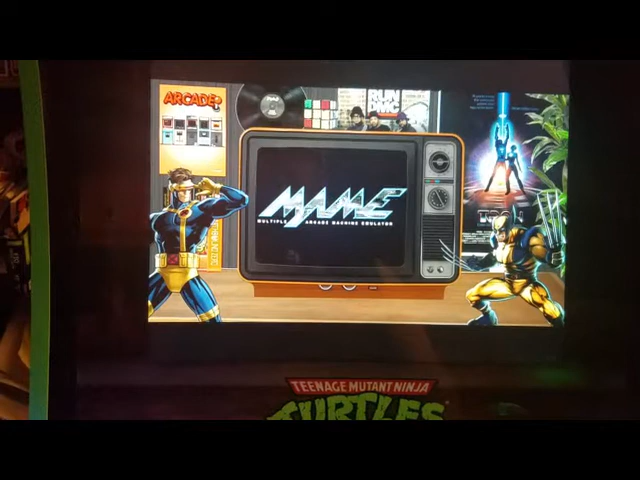 ARCADE
RUN
DMC
MAME
MULTIPLE ARCADE MACHINE EMULATOR
TEENAGE MUTANT NINJA
TURTLES